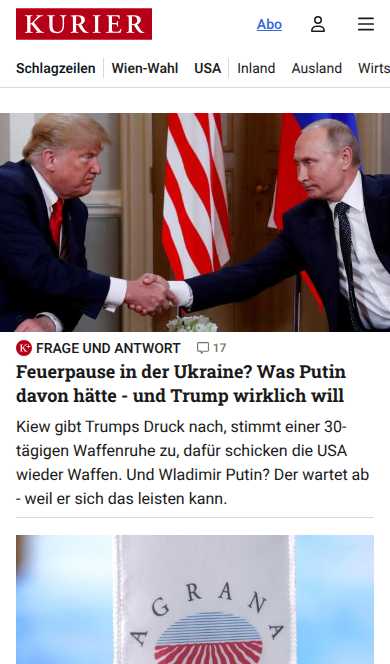 KURIER
Abo
Schlagzeilen Wien-Wahl USA Inland Ausland Wirts
K+ FRAGE UND ANTWORT 17
Feuerpause in der Ukraine? Was Putin
davon hätte - und Trump wirklich will
Kiew gibt Trumps Druck nach, stimmt einer 30-
tägigen Waffenruhe zu, dafür schicken die USA
wieder Waffen. Und Wladimir Putin? Der wartet ab
- weil er sich das leisten kann.
AGRANA